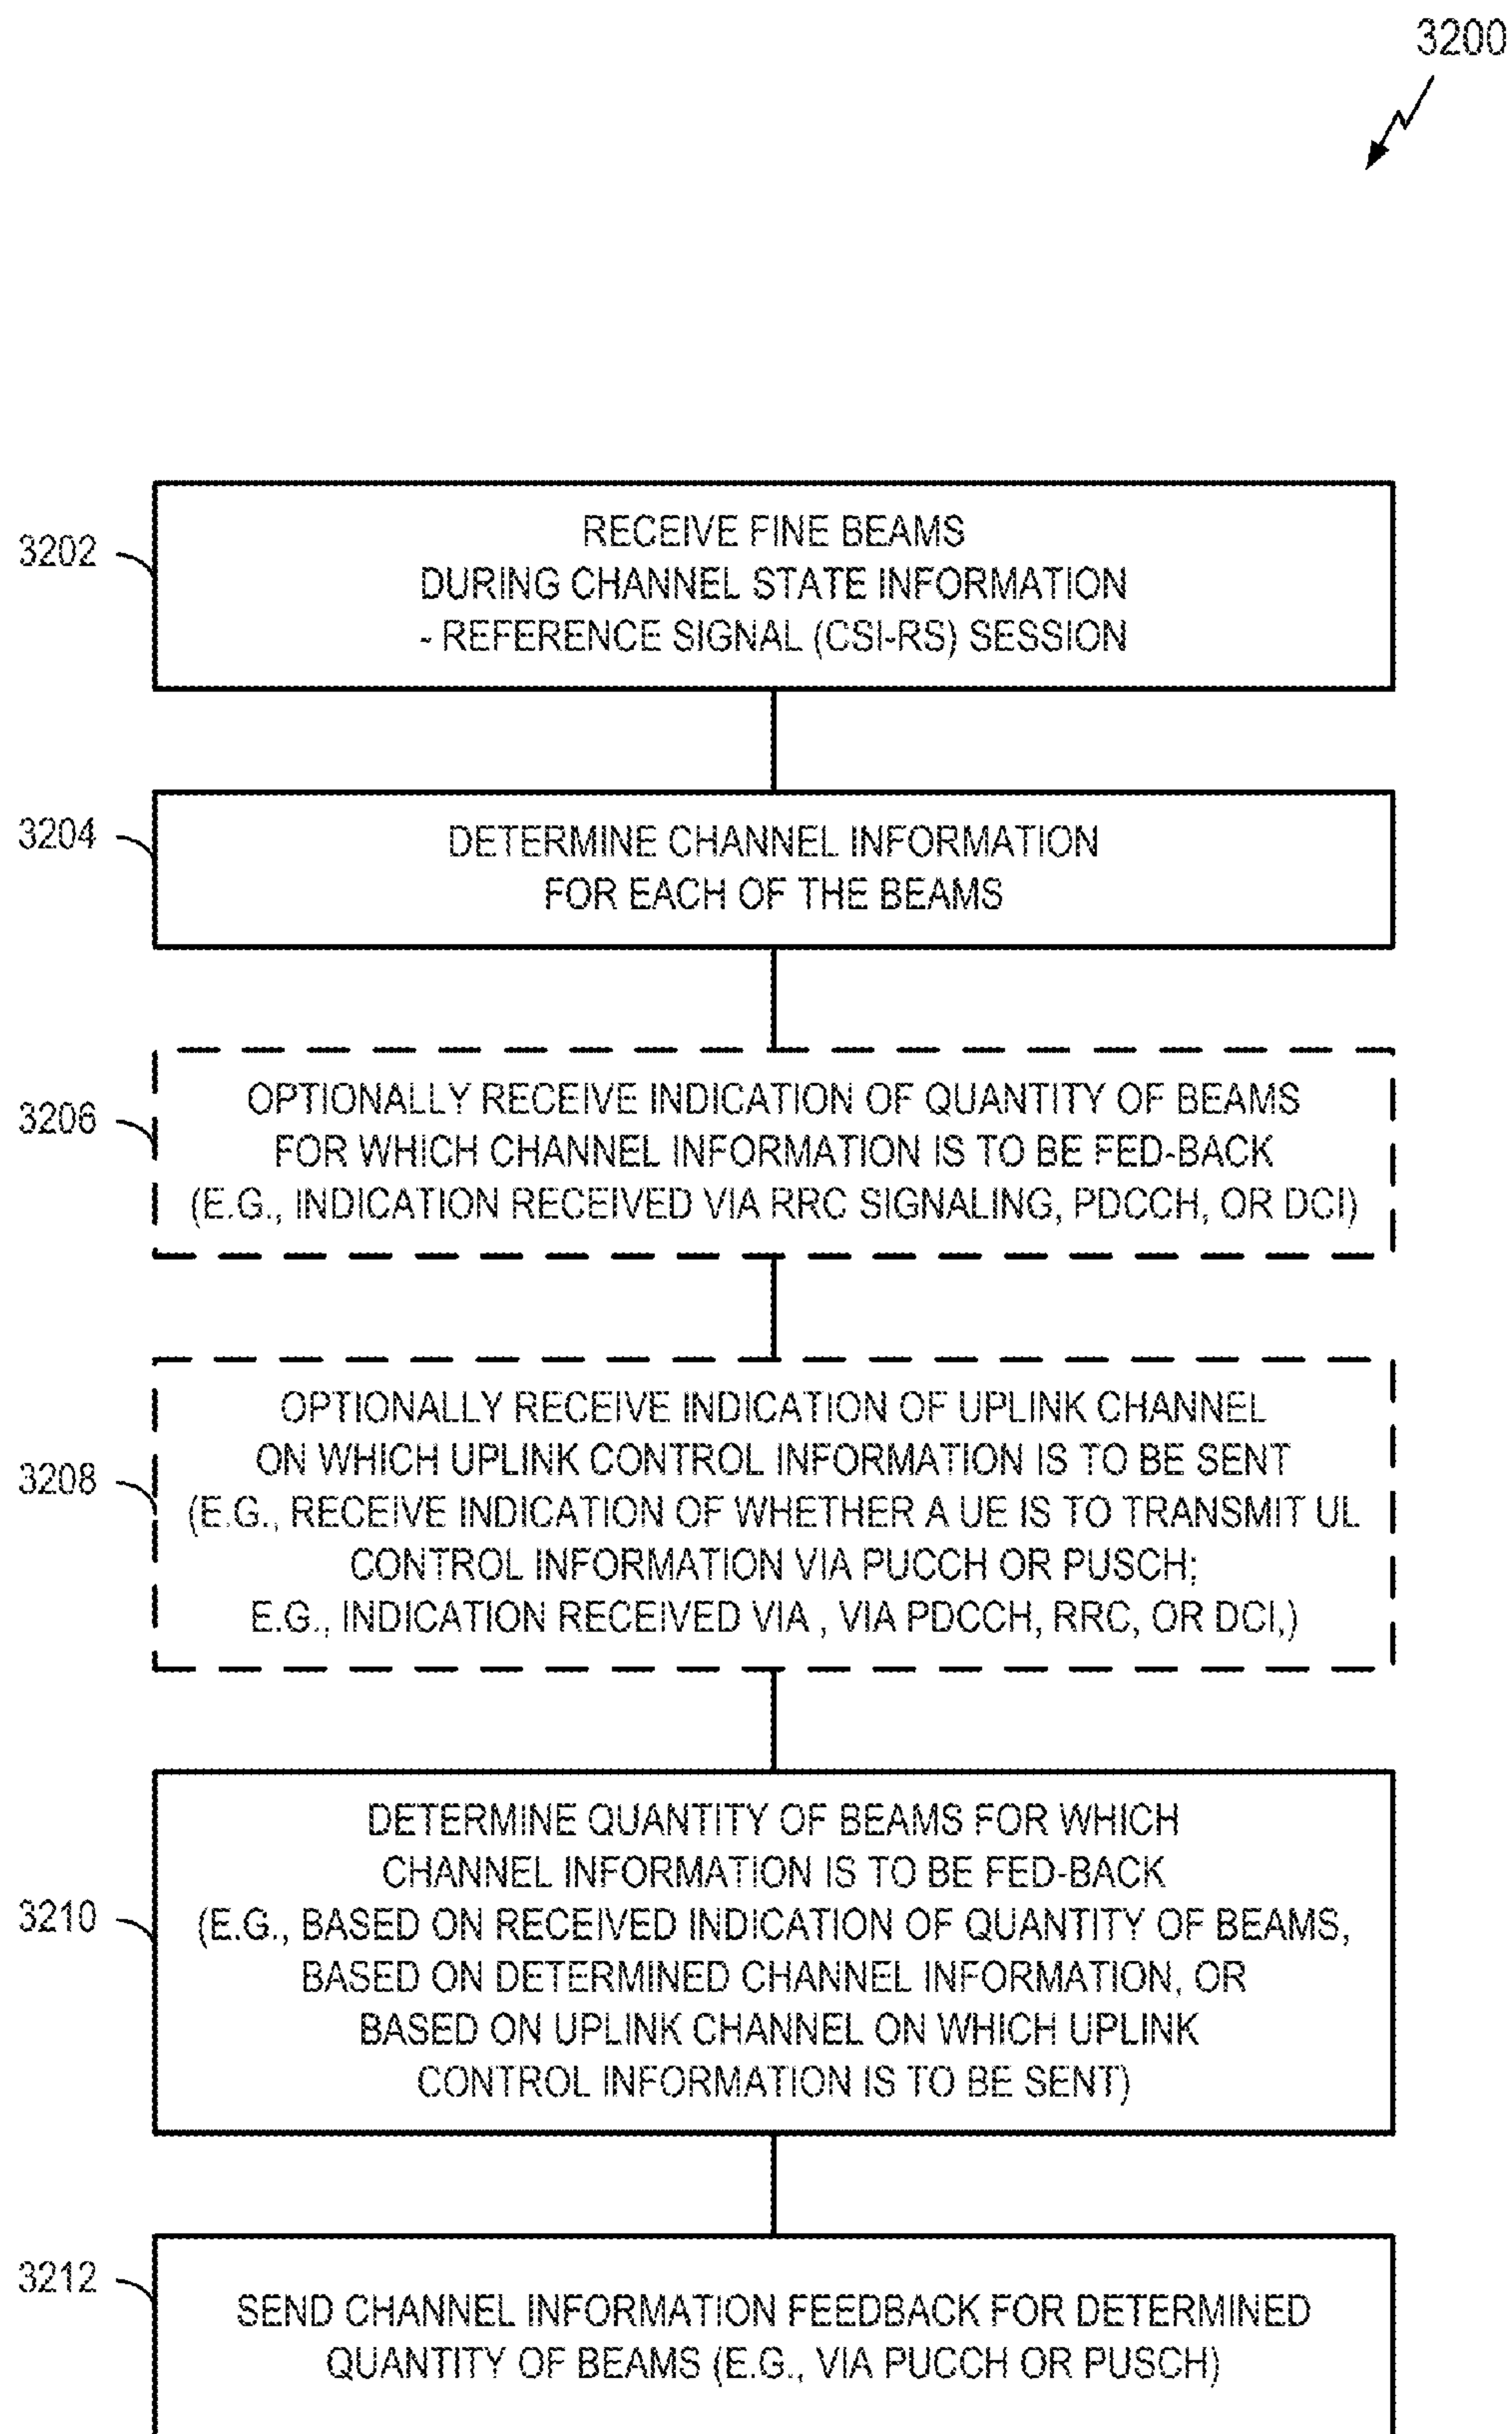 3200
3202
RECEIVE FINE BEAMS
DURING CHANNEL STATE INFORMATION
- REFERENCE SIGNAL (CSI-RS) SESSION
3204
DETERMINE CHANNEL INFORMATION
FOR EACH OF THE BEAMS
3206
OPTIONALLY RECEIVE INDICATION OF QUANTITY OF BEAMS
FOR WHICH CHANNEL INFORMATION IS TO BE FED-BACK
(E.G., INDICATION RECEIVED VIA RRC SIGNALING, PDCCH, OR DCI)
3208
OPTIONALLY RECEIVE INDICATION OF UPLINK CHANNEL
ON WHICH UPLINK CONTROL INFORMATION IS TO BE SENT
(E.G., RECEIVE INDICATION OF WHETHER A UE IS TO TRANSMIT UL
CONTROL INFORMATION VIA PUCCH OR PUSCH;
E.G., INDICATION RECEIVED VIA , VIA PDCCH, RRC, OR DCI,)
3210
DETERMINE QUANTITY OF BEAMS FOR WHICH
CHANNEL INFORMATION IS TO BE FED-BACK
(E.G., BASED ON RECEIVED INDICATION OF QUANTITY OF BEAMS,
BASED ON DETERMINED CHANNEL INFORMATION, OR
BASED ON UPLINK CHANNEL ON WHICH UPLINK
CONTROL INFORMATION IS TO BE SENT)
3212
SEND CHANNEL INFORMATION FEEDBACK FOR DETERMINED
QUANTITY OF BEAMS (E.G., VIA PUCCH OR PUSCH)